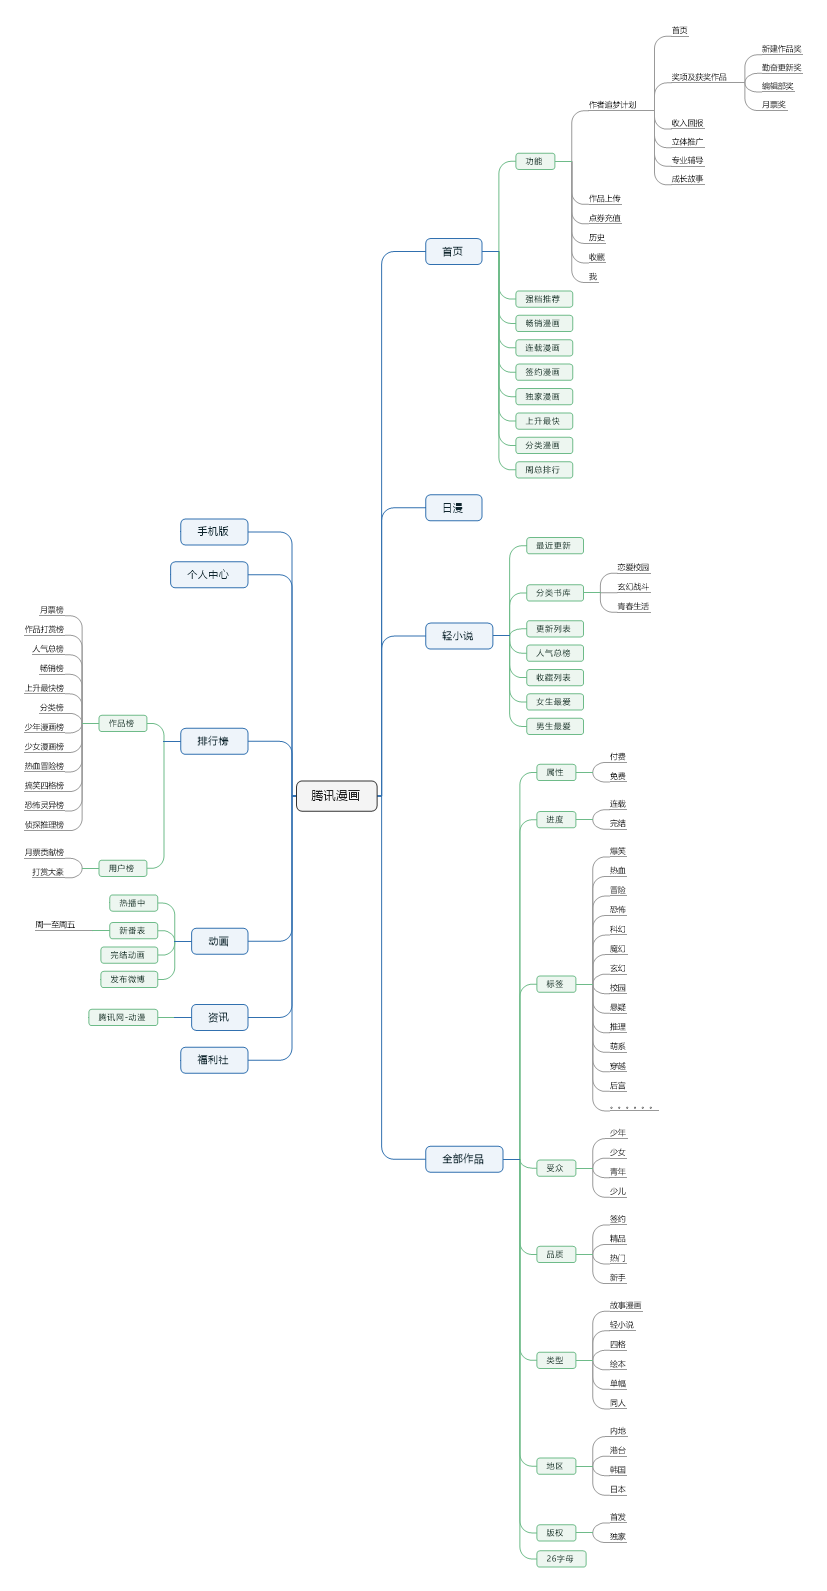 腾讯漫画
首页
功能
作者追梦计划
首页
奖项及获奖作品
新建作品奖
勤奋更新奖
编辑部奖
月票奖
收入回报
立体推广
专业辅导
成长故事
作品上传
点券充值
历史
收藏
我
强档推荐
畅销漫画
连载漫画
签约漫画
独家漫画
上升最快
分类漫画
周总排行
日漫
轻小说
最近更新
分类书库
恋爱校园
玄幻战斗
青春生活
更新列表
人气总榜
收藏列表
女生最爱
男生最爱
全部作品
属性
付费
免费
进度
连载
完结
标签
爆笑
热血
冒险
恐怖
科幻
魔幻
玄幻
校园
悬疑
推理
萌系
穿越
后宫
。。。。。。
受众
少年
少女
青年
少儿
品质
签约
精品
热门
新手
类型
故事漫画
轻小说
四格
绘本
单幅
同人
地区
内地
港台
韩国
日本
版权
首发
独家
26字母
手机版
个人中心
排行榜
作品榜
月票榜
作品打赏榜
人气总榜
畅销榜
上升最快榜
分类榜
少年漫画榜
少女漫画榜
热血冒险榜
搞笑四格榜
恐怖灵异榜
侦探推理榜
用户榜
月票贡献榜
打赏大豪
动画
热播中
新番表
周一至周五
完结动画
发布微博
资讯
腾讯网-动漫
福利社